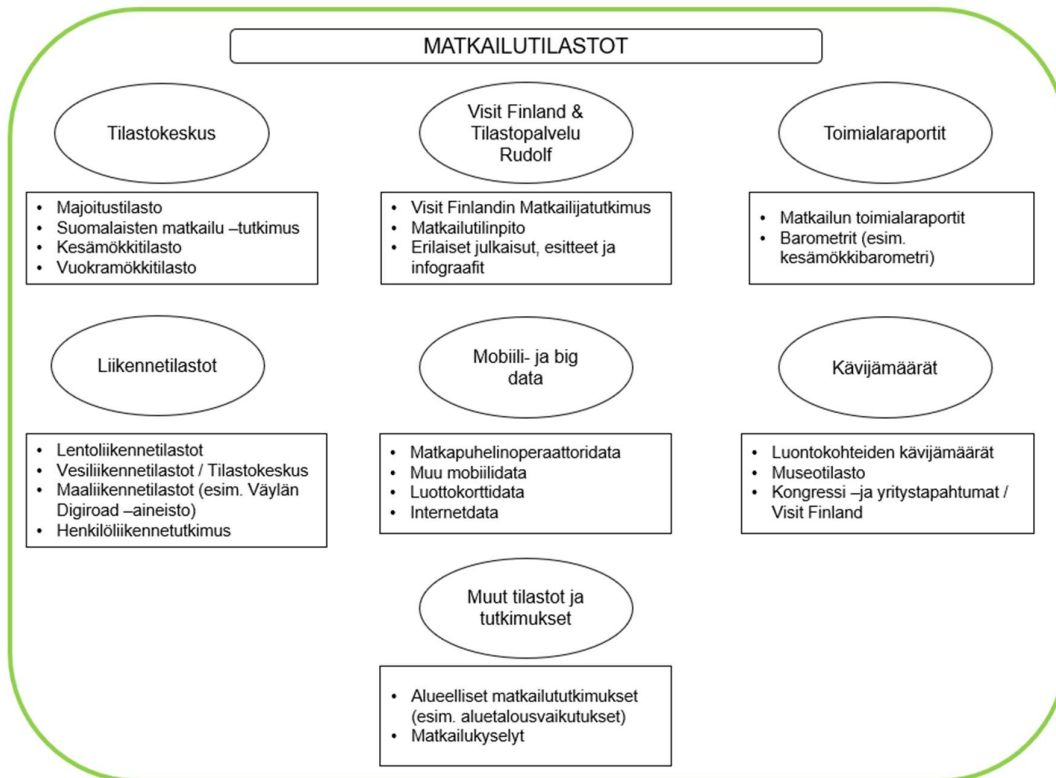 MATKAILUTILASTOT
Tilastokeskus
• Majoitustilasto
• Suomalaisten matkailu –tutkimus
• Kesämökkitilasto
• Vuokramökkitilasto
Visit Finland &
Tilastopalvelu
Rudolf
• Visit Finlandin Matkailijatutkimus
• Matkailutilinpito
• Erilaiset julkaisut, esitteet ja
infograafit
Toimialaraportit
• Matkailun toimialaraportit
• Barometrit (esim.
kesämökkibarometri)
Liikennetilastot
• Lentoliikennetilastot
• Vesiliikennetilastot / Tilastokeskus
• Maaliikennetilastot (esim. Väylän
Digiroad –aineisto)
• Henkilöliikennetutkimus
Mobiili- ja big
data
• Matkapuhelinoperaattoridata
• Muu mobiilidata
• Luottokorttidata
• Internetdata
Kävijämäärät
• Luontokohteiden kävijämäärät
• Museotilasto
• Kongressi –ja yritystapahtumat /
Visit Finland
Muut tilastot ja
tutkimukset
• Alueelliset matkailututkimukset
(esim. aluetalousvaikutukset)
• Matkailukyselyt